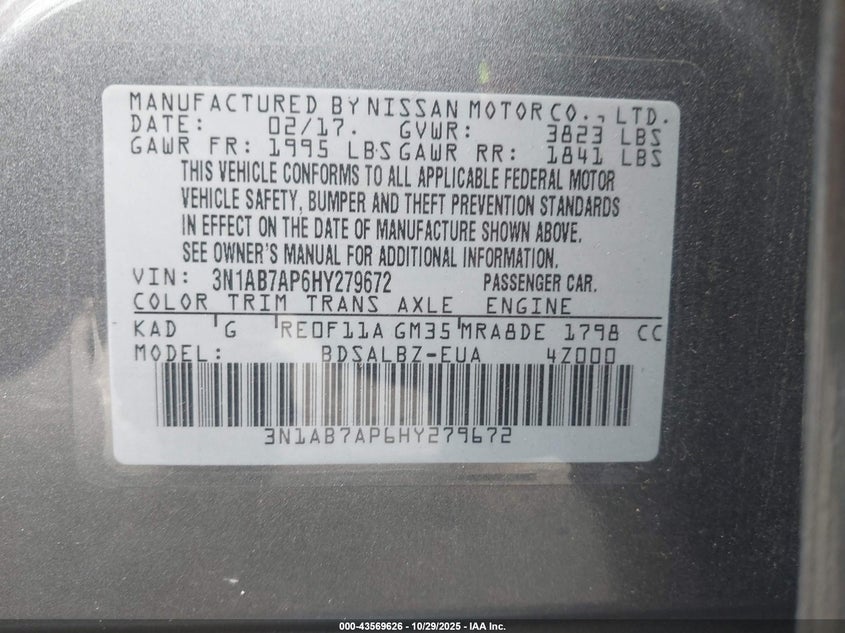 MANUFACTURED BY NISSAN MOTOR CO., LTD.
DATE: 02/17. GVWR: 3823 LBS
GAWR FR: 1995 LBS GAWR RR: 1841 LBS
THIS VEHICLE CONFORMS TO ALL APPLICABLE FEDERAL MOTOR
VEHICLE SAFETY, BUMPER AND THEFT PREVENTION STANDARDS
IN EFFECT ON THE DATE OF MANUFACTURE SHOWN ABOVE.
SEE OWNER'S MANUAL FOR ADDITIONAL INFORMATION.
VIN: 3N1AB7AP6HY279672 PASSENGER CAR.
COLOR TRIM TRANS AXLE ENGINE
KAD G RE0F11A GM35 MRA8DE 1798 CC
MODEL: BDSALBZ-EUA 4Z000
3N1AB7AP6HY279672
000-43569626 - 10/29/2025 - IAA Inc.